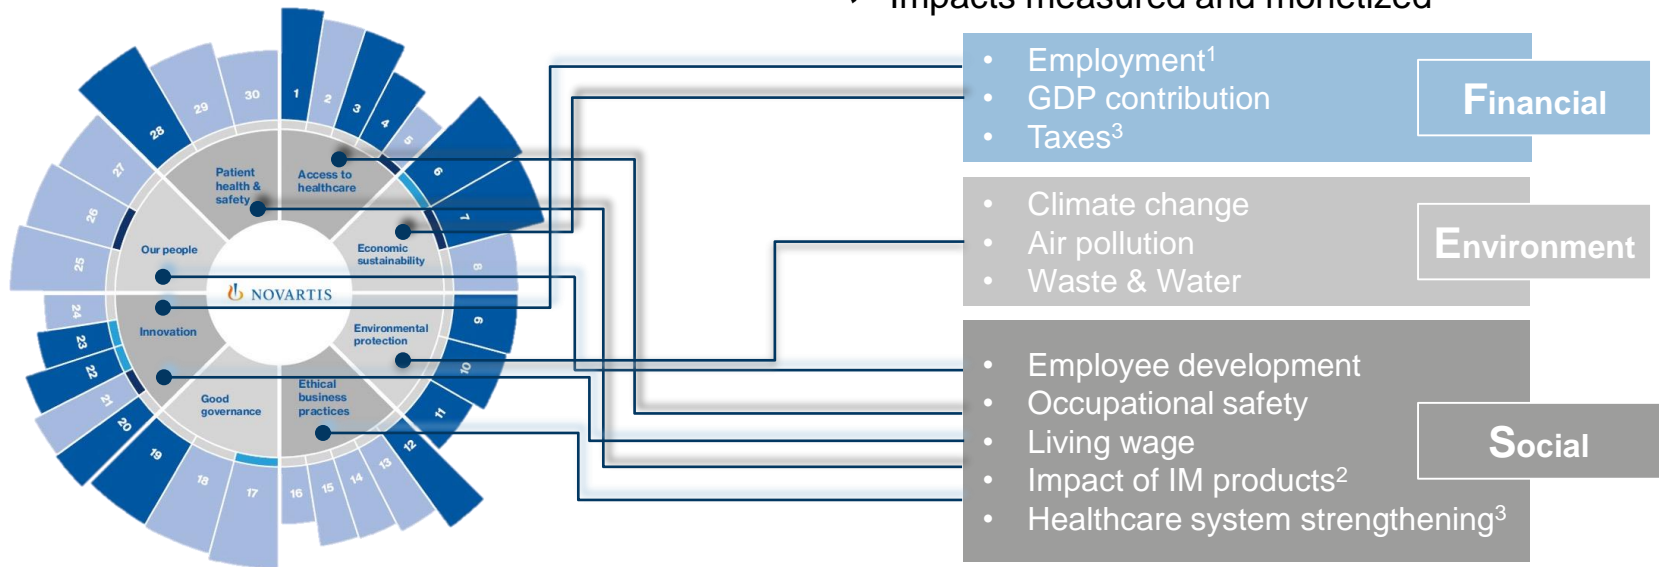 Impacts measured and monetized
1
2
3
4
5
6
7
8
9
10
11
12
13
14
15
16
17
18
19
20
21
22
23
24
25
26
27
28
29
30
Patient
health &
safety
Access to
healthcare
Our people
Economic
sustainability
NOVARTIS
Innovation
Environmental
protection
Good
governance
Ethical
business
practices
• Employment¹
• GDP contribution
• Taxes³
Financial
• Climate change
• Air pollution
• Waste & Water
Environment
• Employee development
• Occupational safety
• Living wage
• Impact of IM products²
• Healthcare system strengthening³
Social